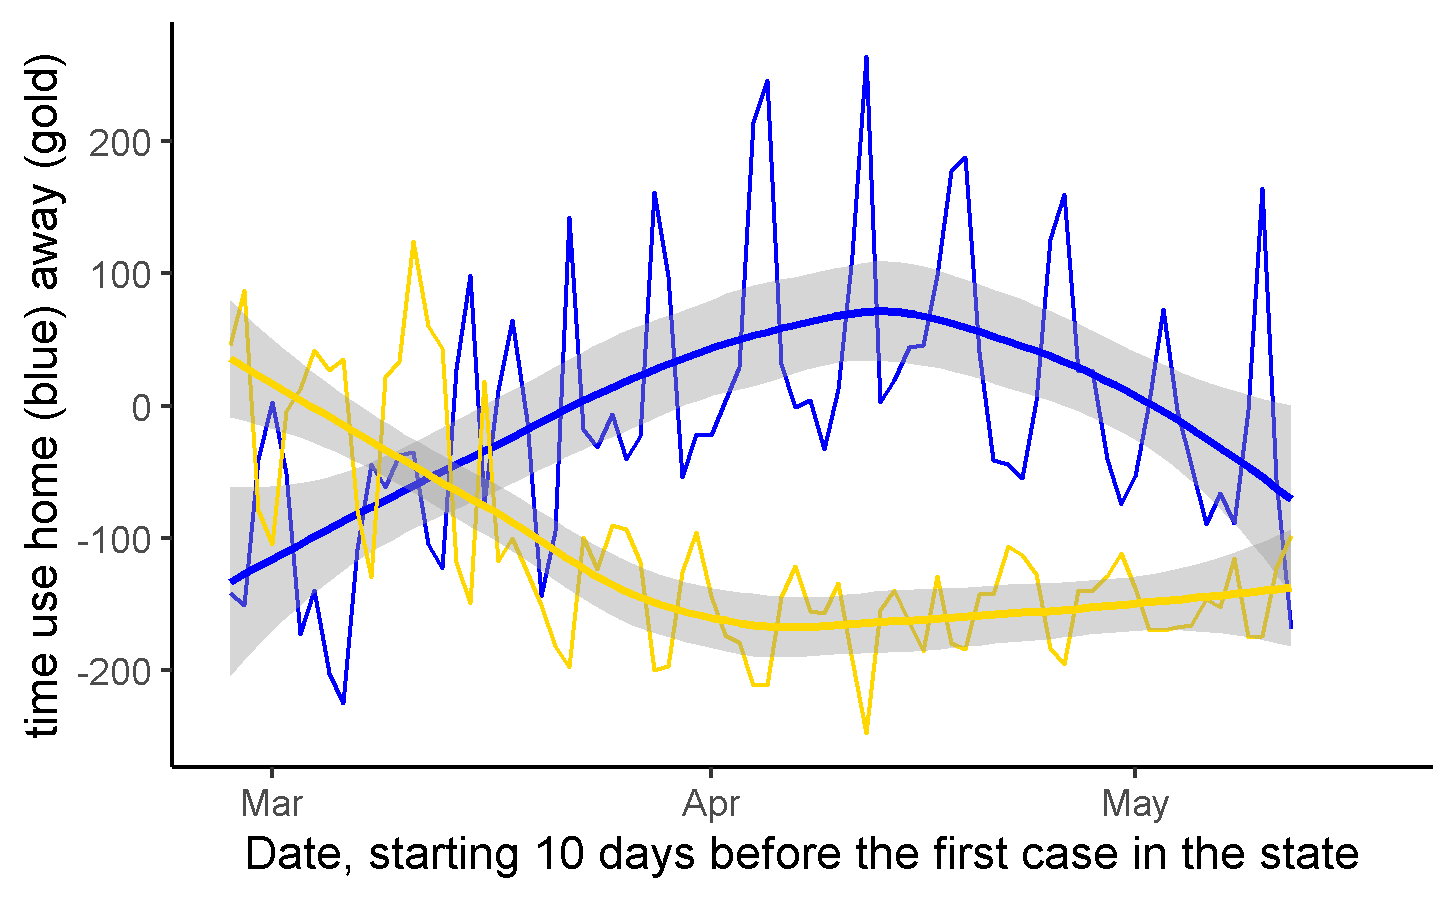 time use home (blue) away (gold)
200
100
0
-100
-200
Mar
Apr
May
Date, starting 10 days before the first case in the state